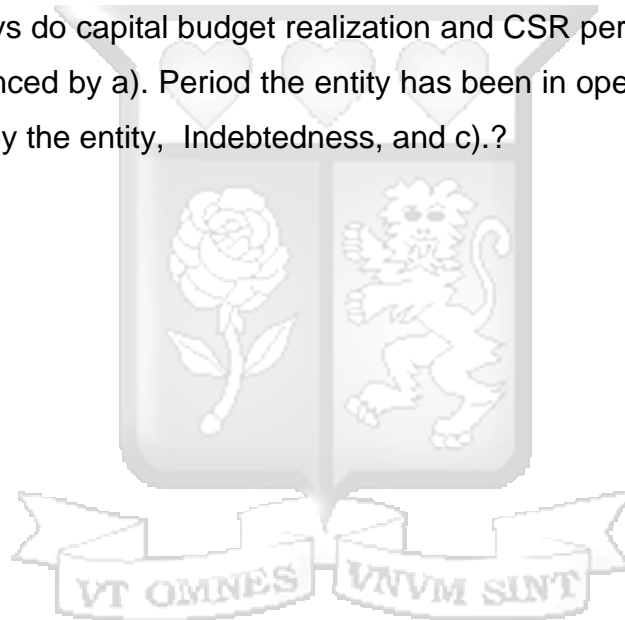 ys do capital budget realization and CSR per
nced by a). Period the entity has been in ope
y the entity, Indebtedness, and c).?
VT OMNES VNVM SINT